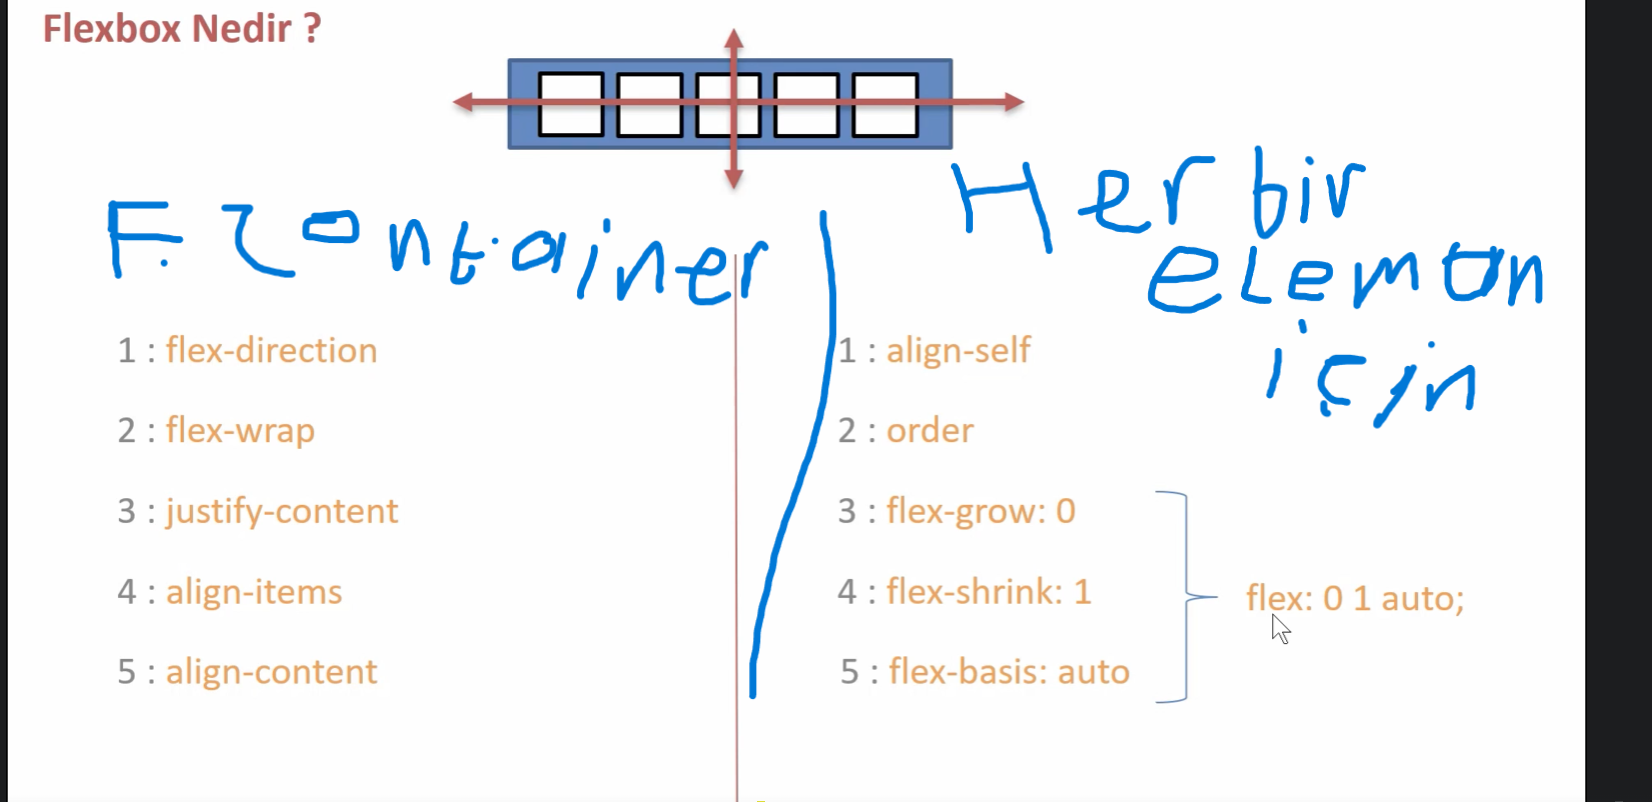 Flexbox Nedir ?
F. Container
1 : flex-direction
2 : flex-wrap
3 : justify-content
4 : align-items
5 : align-content
Her bir
eleman
için
1 : align-self
2 : order
3 : flex-grow: 0
4 : flex-shrink: 1
5 : flex-basis: auto
flex: 0 1 auto;